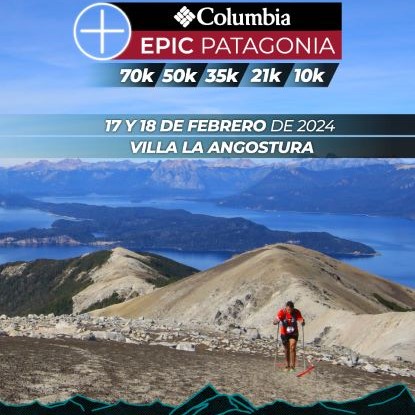 Columbia
EPIC PATAGONIA
70k 50k 35k 21k 10k
17 Y 18 DE FEBRERO DE 2024
VILLA LA ANGOSTURA